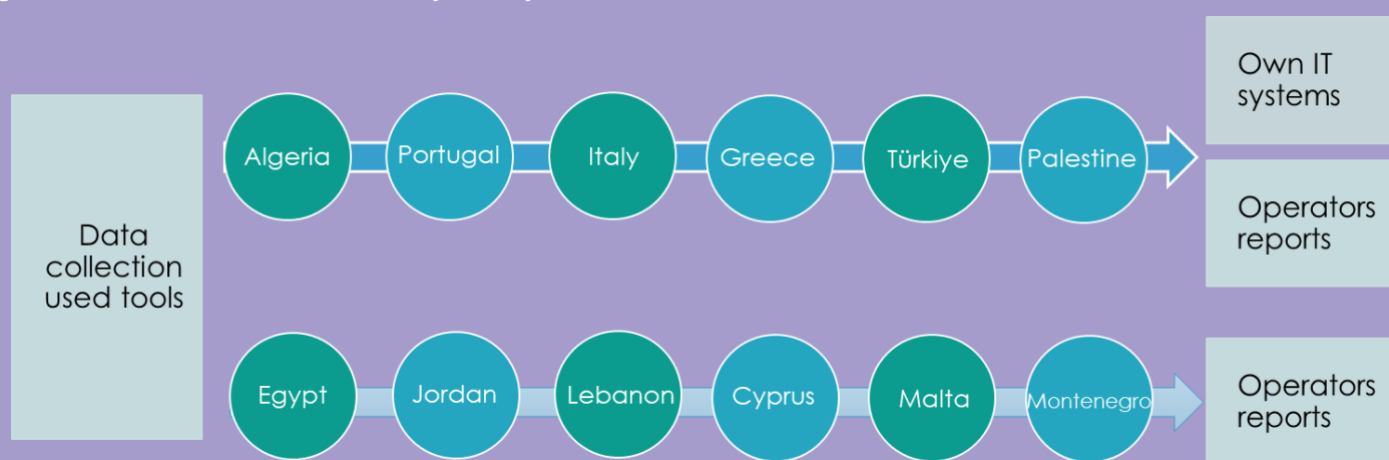 Data
collection
used tools
Algeria
Portugal
Italy
Greece
Türkiye
Palestine
Own IT
systems
Operators
reports
Egypt
Jordan
Lebanon
Cyprus
Malta
Montenegro
Operators
reports